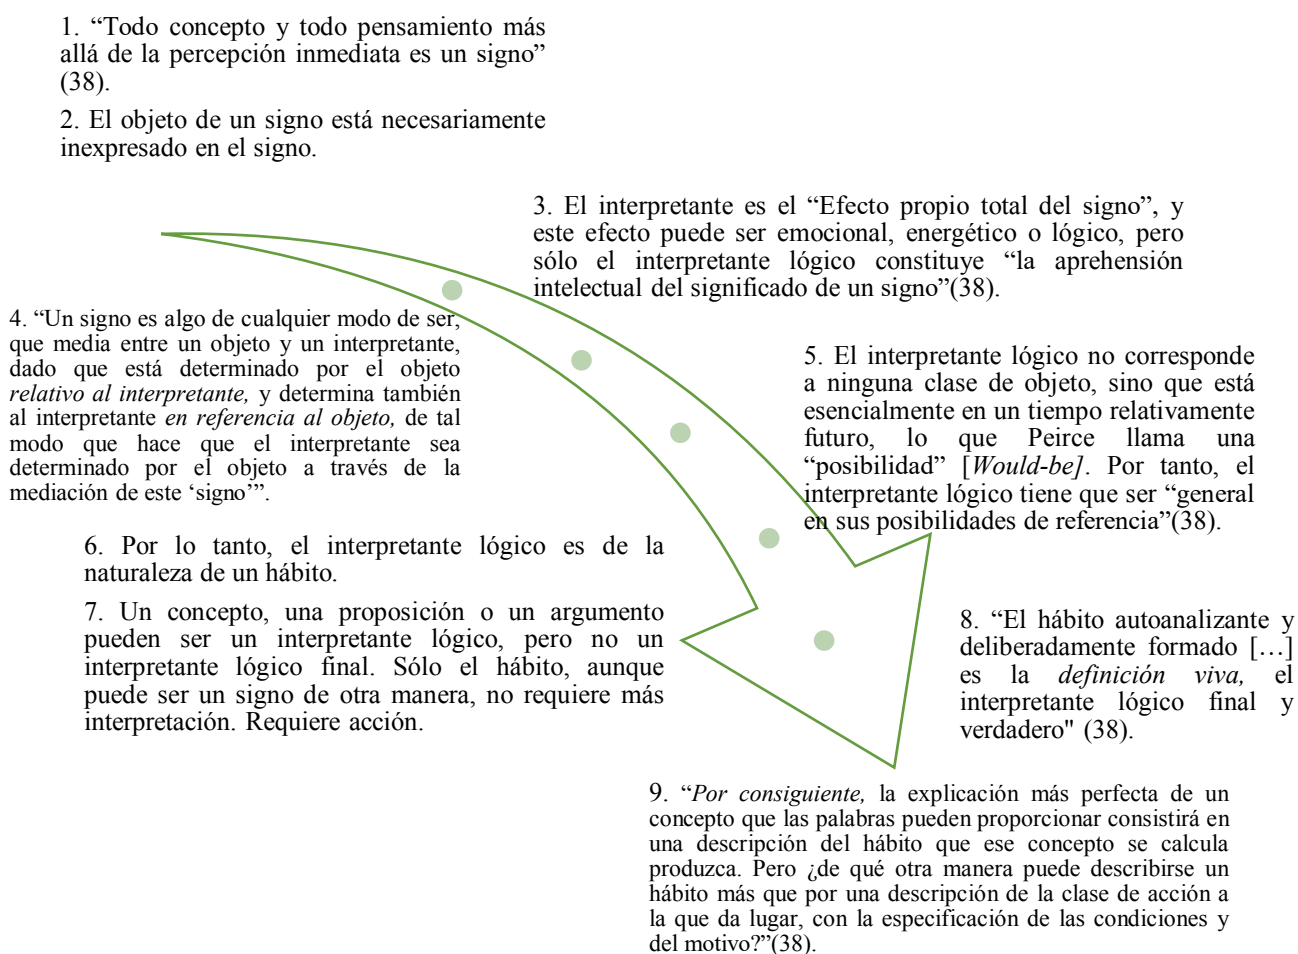 1. “Todo concepto y todo pensamiento más
allá de la percepción inmediata es un signo”
(38).
2. El objeto de un signo está necesariamente
inexpresado en el signo.
3. El interpretante es el “Efecto propio total del signo”, y
este efecto puede ser emocional, energético o lógico, pero
sólo el interpretante lógico constituye “la aprehensión
intelectual del significado de un signo”(38).
4. “Un signo es algo de cualquier modo de ser,
que media entre un objeto y un interpretante,
dado que está determinado por el objeto
relativo al interpretante, y determina también
al interpretante en referencia al objeto, de tal
modo que hace que el interpretante sea
determinado por el objeto a través de la
mediación de este ‘signo’”.
5. El interpretante lógico no corresponde
a ninguna clase de objeto, sino que está
esencialmente en un tiempo relativamente
futuro, lo que Peirce llama una
“posibilidad” [Would-be]. Por tanto, el
interpretante lógico tiene que ser “general
en sus posibilidades de referencia”(38).
6. Por lo tanto, el interpretante lógico es de la
naturaleza de un hábito.
7. Un concepto, una proposición o un argumento
pueden ser un interpretante lógico, pero no un
interpretante lógico final. Sólo el hábito, aunque
puede ser un signo de otra manera, no requiere más
interpretación. Requiere acción.
8. “El hábito autoanalizante y
deliberadamente formado […]
es la definición viva, el
interpretante lógico final y
verdadero" (38).
9. “Por consiguiente, la explicación más perfecta de un
concepto que las palabras pueden proporcionar consistirá en
una descripción del hábito que ese concepto se calcula
produzca. Pero ¿de qué otra manera puede describirse un
hábito más que por una descripción de la clase de acción a
la que da lugar, con la especificación de las condiciones y
del motivo?”(38).